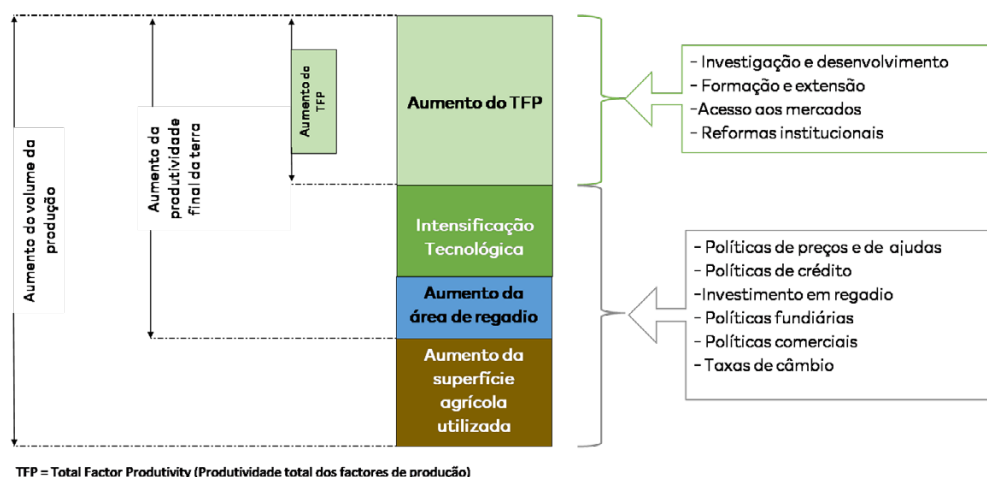 Aumento do volume da
produção
Aumento da
produtividade
final da terra
Aumento da
TFP
Aumento do TFP
Intensificação
Tecnológica
Aumento da
área de regadio
Aumento da
superfície
agrícola
utilizada
- Investigação e desenvolvimento
- Formação e extensão
-Acesso aos mercados
- Reformas institucionais
- Políticas de preços e de ajudas
- Políticas de crédito
-Investimento em regadio
- Políticas fundiárias
- Políticas comerciais
- Taxas de câmbio
TFP = Total Factor Produtivity (Produtividade total dos factores de produção)